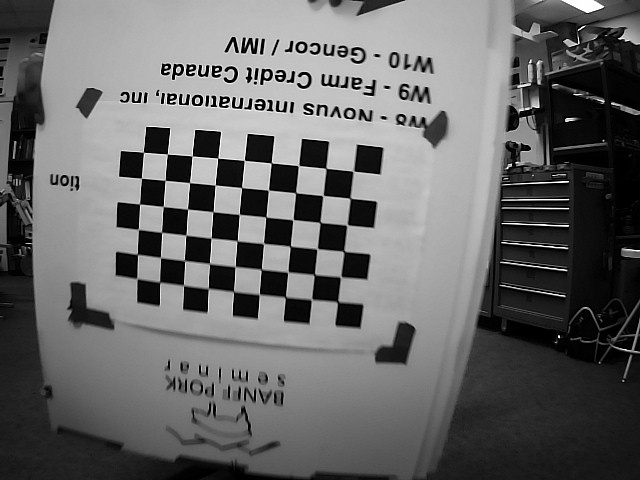 BANFF PORK
seminar
tion
W8 - Novus International, Inc
W9 - Farm Credit Canada
W10 - Gencor / IMV